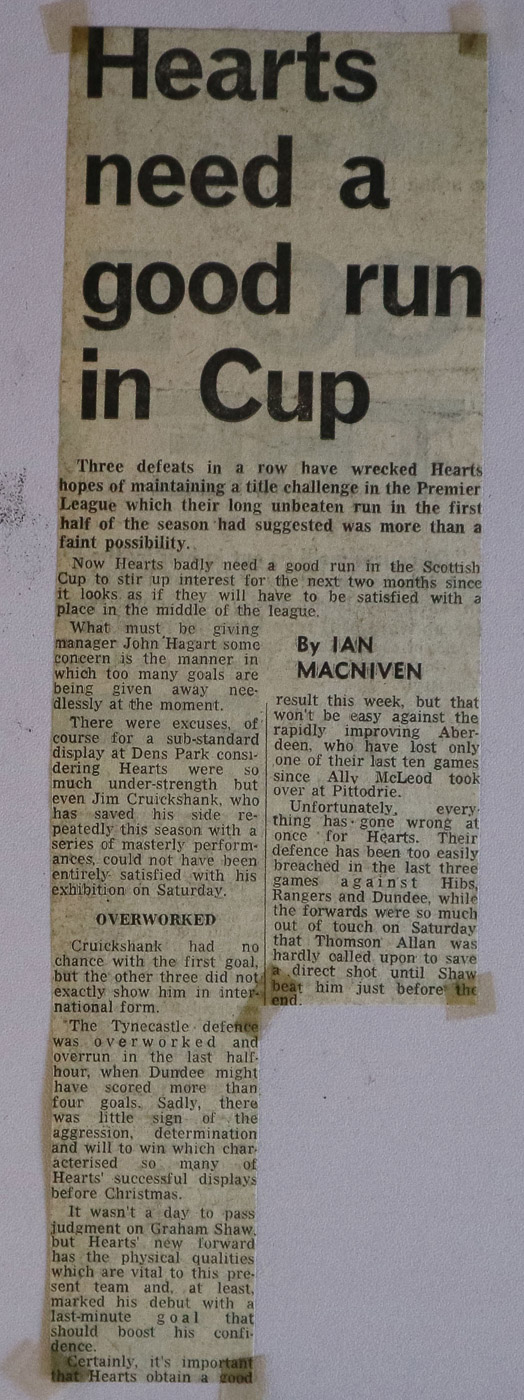 Hearts
need a
good run
in Cup
Three defeats in a row have wrecked Hearts
hopes of maintaining a title challenge in the Premier
League which their long unbeaten run in the first
half of the season had suggested was more than a
faint possibility.
Now Hearts badly need a good run in the Scottish
Cup to stir up interest for the next two months since
it looks as if they will have to be satisfied with a
place in the middle of the league.
What must be giving
manager John Hagart some
concern is the manner in
which too many goals are
being given away nee-
dlessly at the moment.
There were excuses, of
course for a sub-standard
display at Dens Park consi-
dering Hearts were so
much under-strength but
even Jim Cruickshank, who
has saved his side re-
peatedly this season with a
series of masterly perform-
ances, could not have been
entirely satisfied with his
exhibition on Saturday.
OVERWORKED
Cruickshank had no
chance with the first goal,
but the other three did not
exactly show him in inter-
national form.
The Tynecastle defence
was overworked and
overrun in the last half-
hour, when Dundee might
have scored more than
four goals. Sadly, there
was little sign of the
aggression, determination
and will to win which char-
acterised so many of
Hearts' successful displays
before Christmas.
It wasn't a day to pass
judgment on Graham Shaw,
but Hearts' new forward
has the physical qualities
which are vital to this pre-
sent team and, at least,
marked his debut with a
last-minute goal that
should boost his confi-
dence.
Certainly, it's important
that Hearts obtain a good
By IAN
MACNIVEN
result this week, but that
won't be easy against the
rapidly improving Aber-
deen, who have lost only
one of their last ten games
since Ally McLeod took
over at Pittodrie.
Unfortunately, every-
thing has gone wrong at
once for Hearts. Their
defence has been too easily
breached in the last three
games against Hibs,
Rangers and Dundee, while
the forwards were so much
out of touch on Saturday
that Thomson Allan was
hardly called upon to save
a direct shot until Shaw
beat him just before the
end.